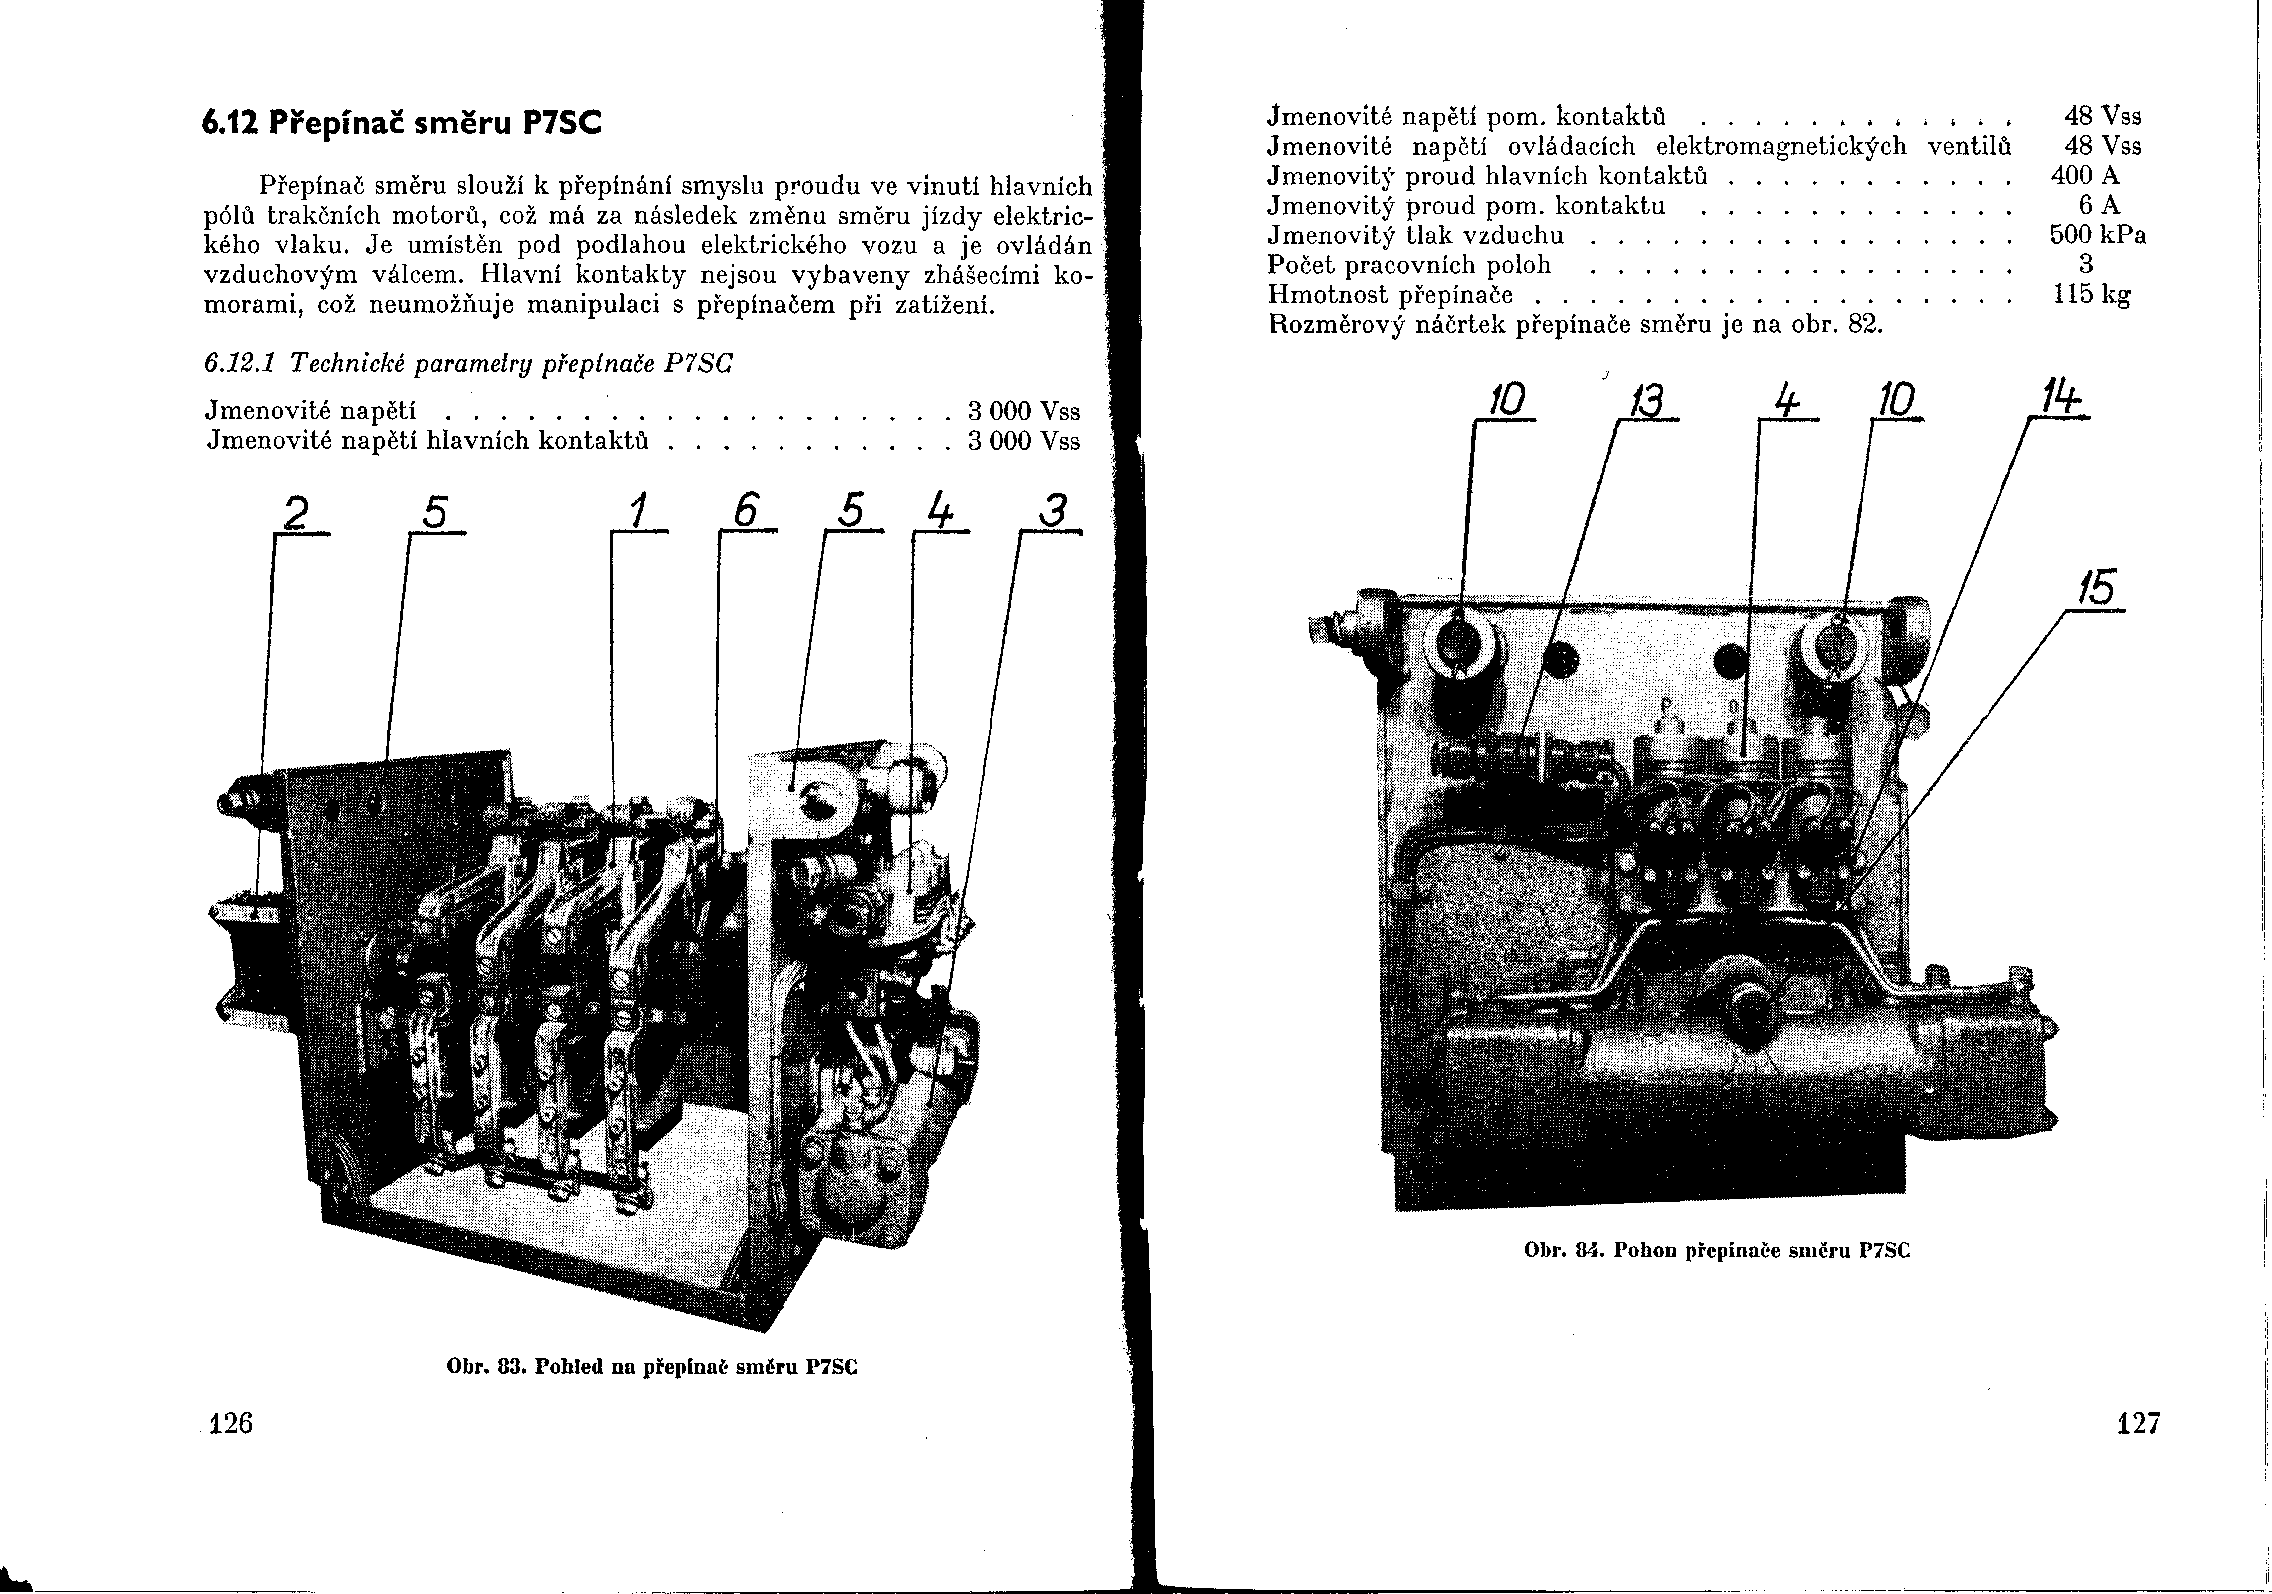 6.12 Přepínač směru P7SC
Přepínač směru slouží k přepínání smyslu proudu ve vinutí hlavních
pólů trakčních motorů, což má za následek změnu směru jízdy elektric-
kého vlaku. Je umístěn pod podlahou elektrického vozu a je ovládán
vzduchovým válcem. Hlavní kontakty nejsou vybaveny zhášecími ko-
morami, což neumožňuje manipulaci s přepínačem při zatížení.
6.12.1 Technické parametry přepínače P7SC
Jmenovité napětí . . . . . . . . . . . . . . . . . . . 3 000 Vss
Jmenovité napětí hlavních kontaktů . . . . . . . . . . . 3 000 Vss
2 5 1 6 5 4 3
Obr. 83. Pohled na přepínač směru P7SC
126
Jmenovité napětí pom. kontaktů . . . . . . . . . . . . 48 Vss
Jmenovité napětí ovládacích elektromagnetických ventilů 48 Vss
Jmenovitý proud hlavních kontaktů . . . . . . . . . . . 400 A
Jmenovitý proud pom. kontaktu . . . . . . . . . . . . 6 A
Jmenovitý tlak vzduchu . . . . . . . . . . . . . . . . 500 kPa
Počet pracovních poloh . . . . . . . . . . . . . . . . 3
Hmotnost přepínače . . . . . . . . . . . . . . . . . . 115 kg
Rozměrový náčrtek přepínače směru je na obr. 82.
10 13 4 10 14
15
Obr. 84. Pohon přepínače směru P7SC
127